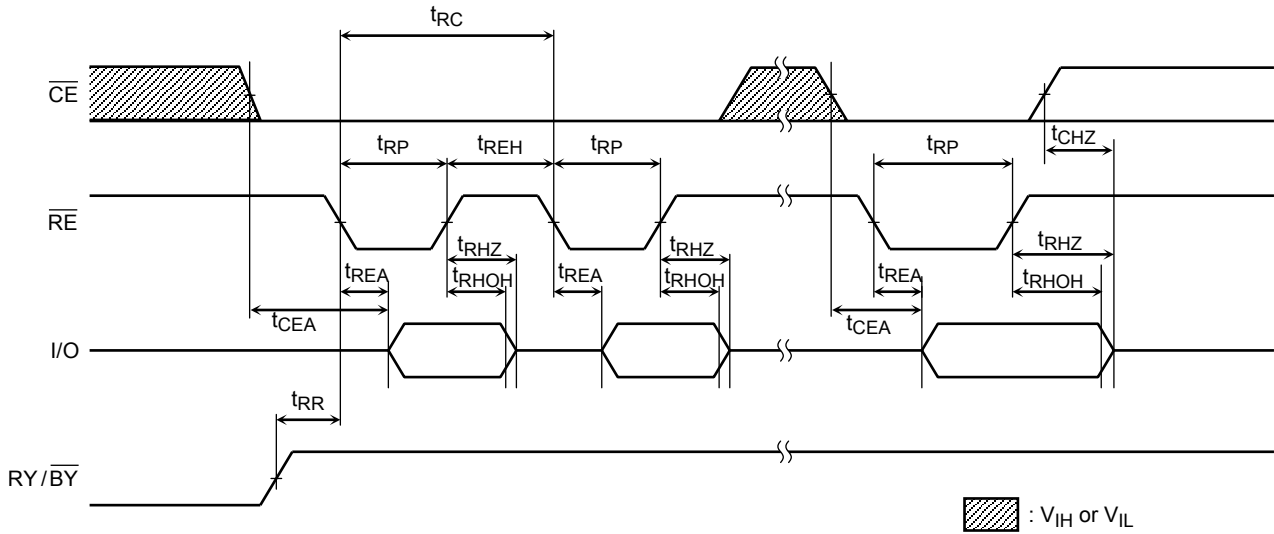 tRC
CE
tRP tREH tRP tRP tCHZ
RE
tRHZ tRHZ tRHZ
tREA tRHOH tREA tRHOH tREA tRHOH
tCEA tCEA
I/O
tRR
RY/BY
: VIH or VIL